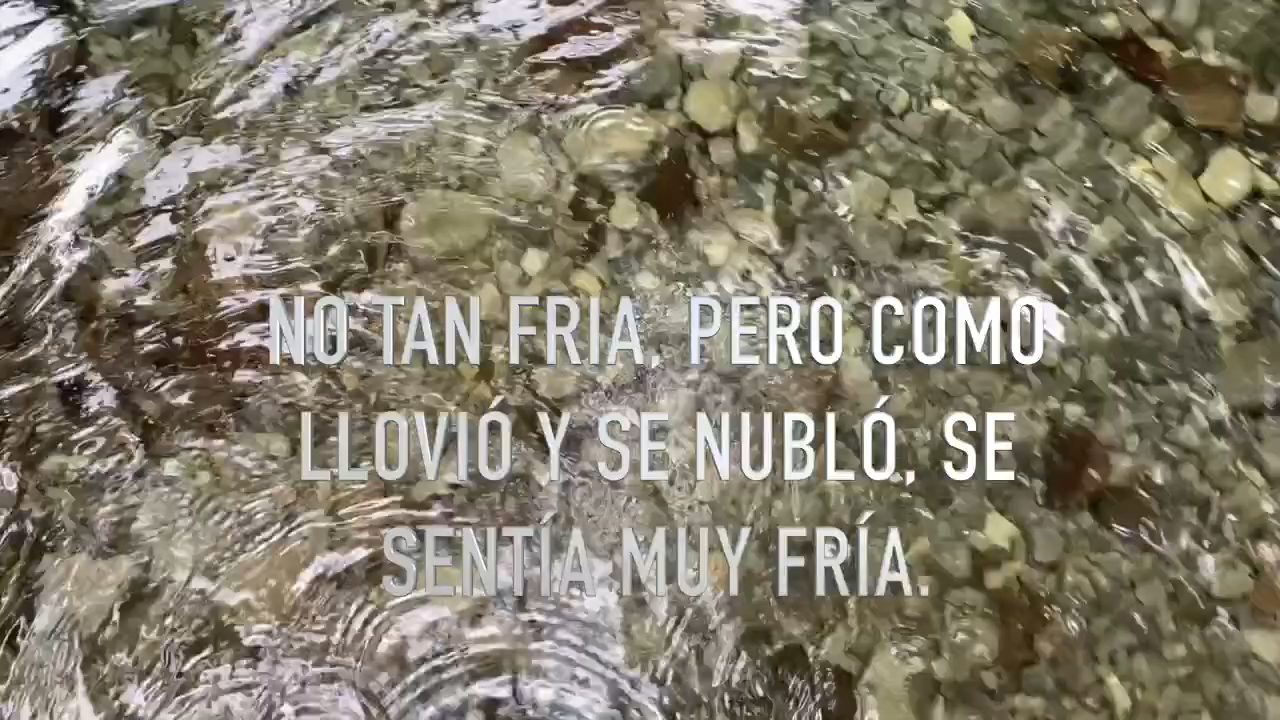 NO TAN FRIA, PERO COMO
LLOVIÓ Y SE NUBLÓ, SE
SENTÍA MUY FRÍA.